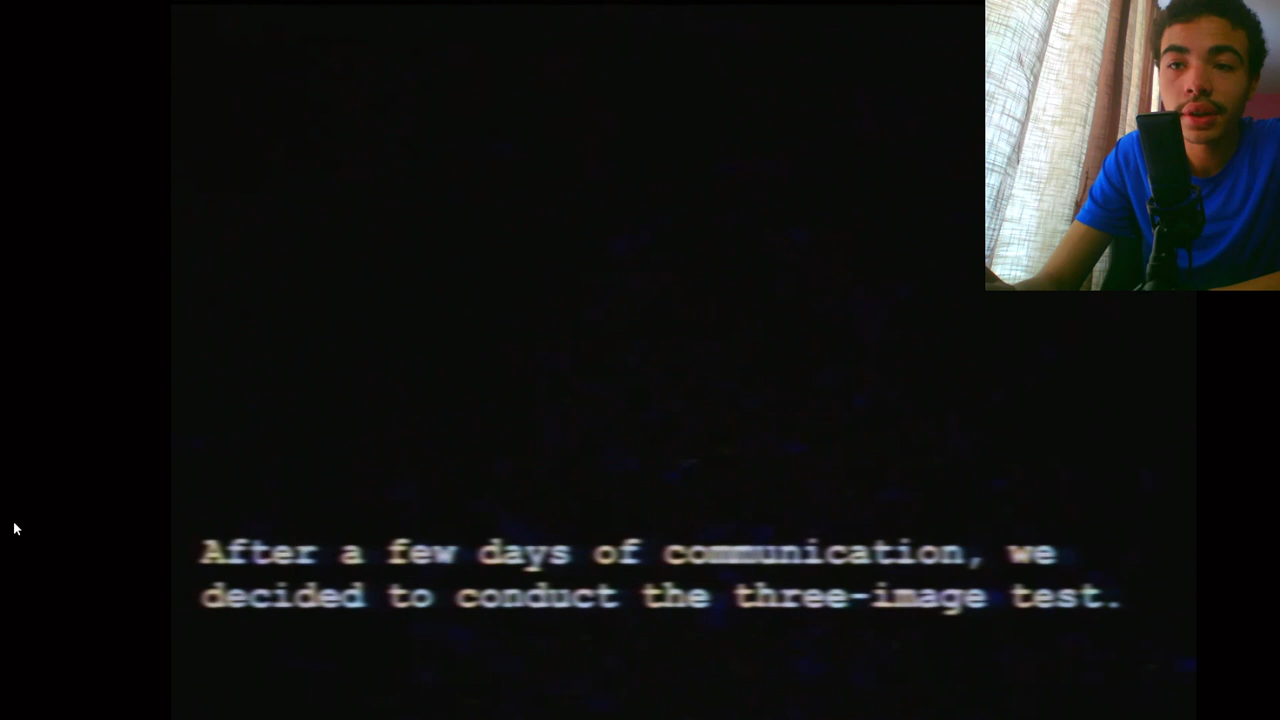 After a few days of communication, we
decided to conduct the three-image test.